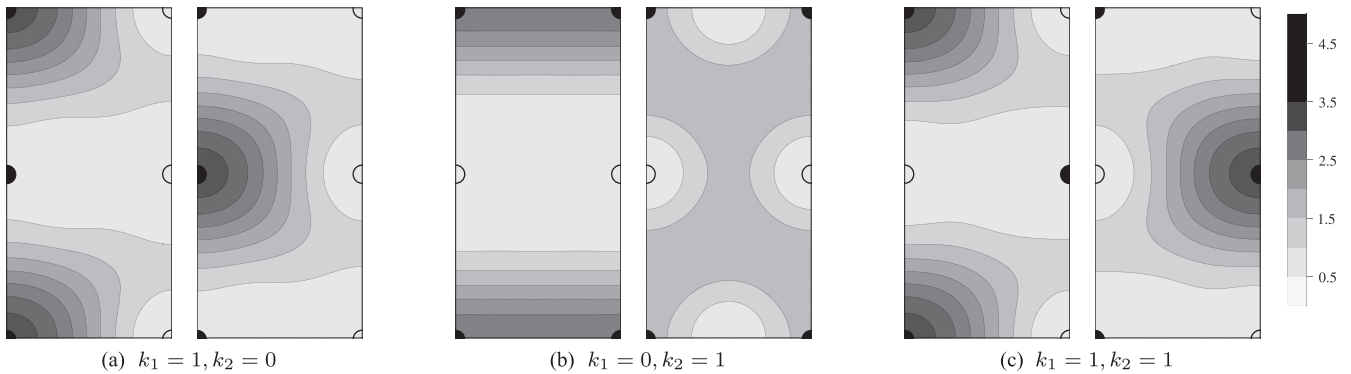 4.5
3.5
2.5
1.5
0.5
(a) k₁ = 1, k₂ = 0
(b) k₁ = 0, k₂ = 1
(c) k₁ = 1, k₂ = 1